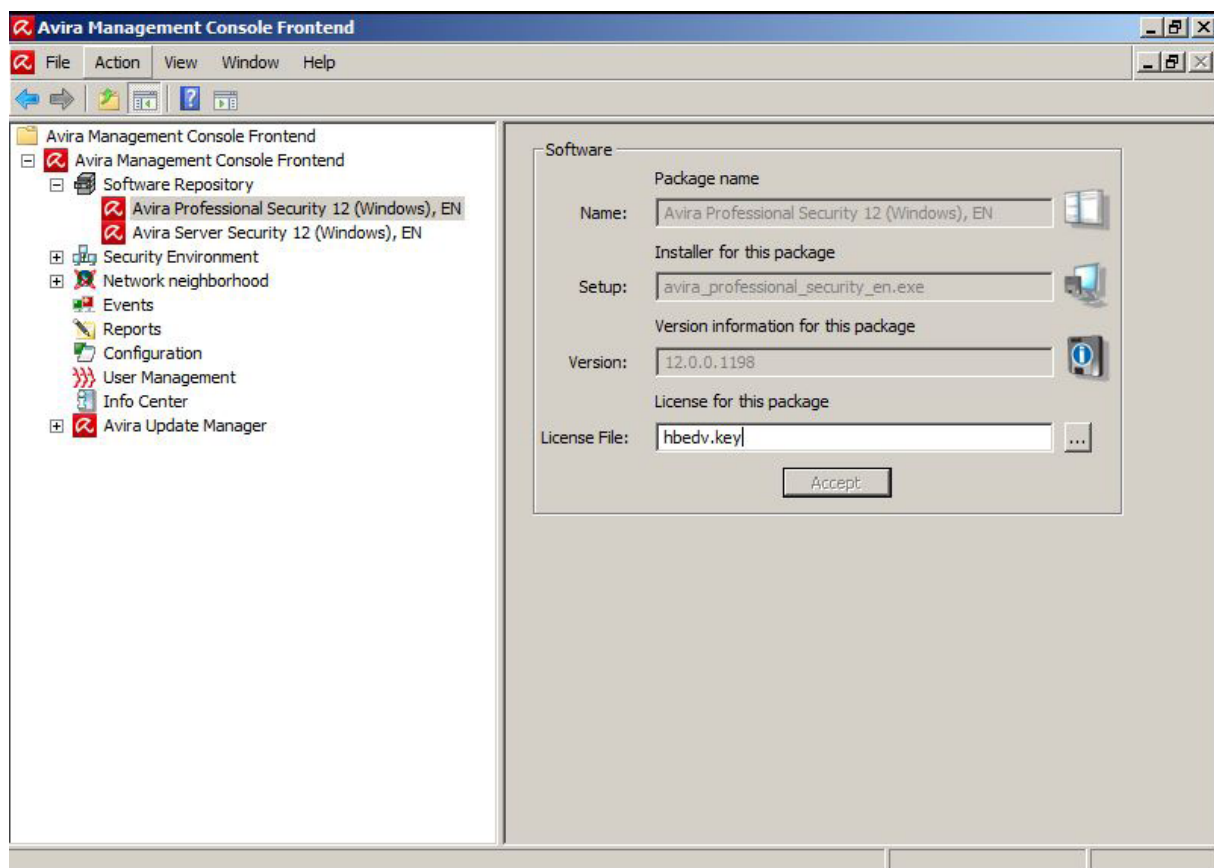 Avira Management Console Frontend
File Action View Window Help
Avira Management Console Frontend
Avira Management Console Frontend
Software Repository
Avira Professional Security 12 (Windows), EN
Avira Server Security 12 (Windows), EN
Security Environment
Network neighborhood
Events
Reports
Configuration
User Management
Info Center
Avira Update Manager
Software
Package name
Name: Avira Professional Security 12 (Windows), EN
Installer for this package
Setup: avira_professional_security_en.exe
Version information for this package
Version: 12.0.0.1198
License for this package
License File: hbedv.key ...
Accept